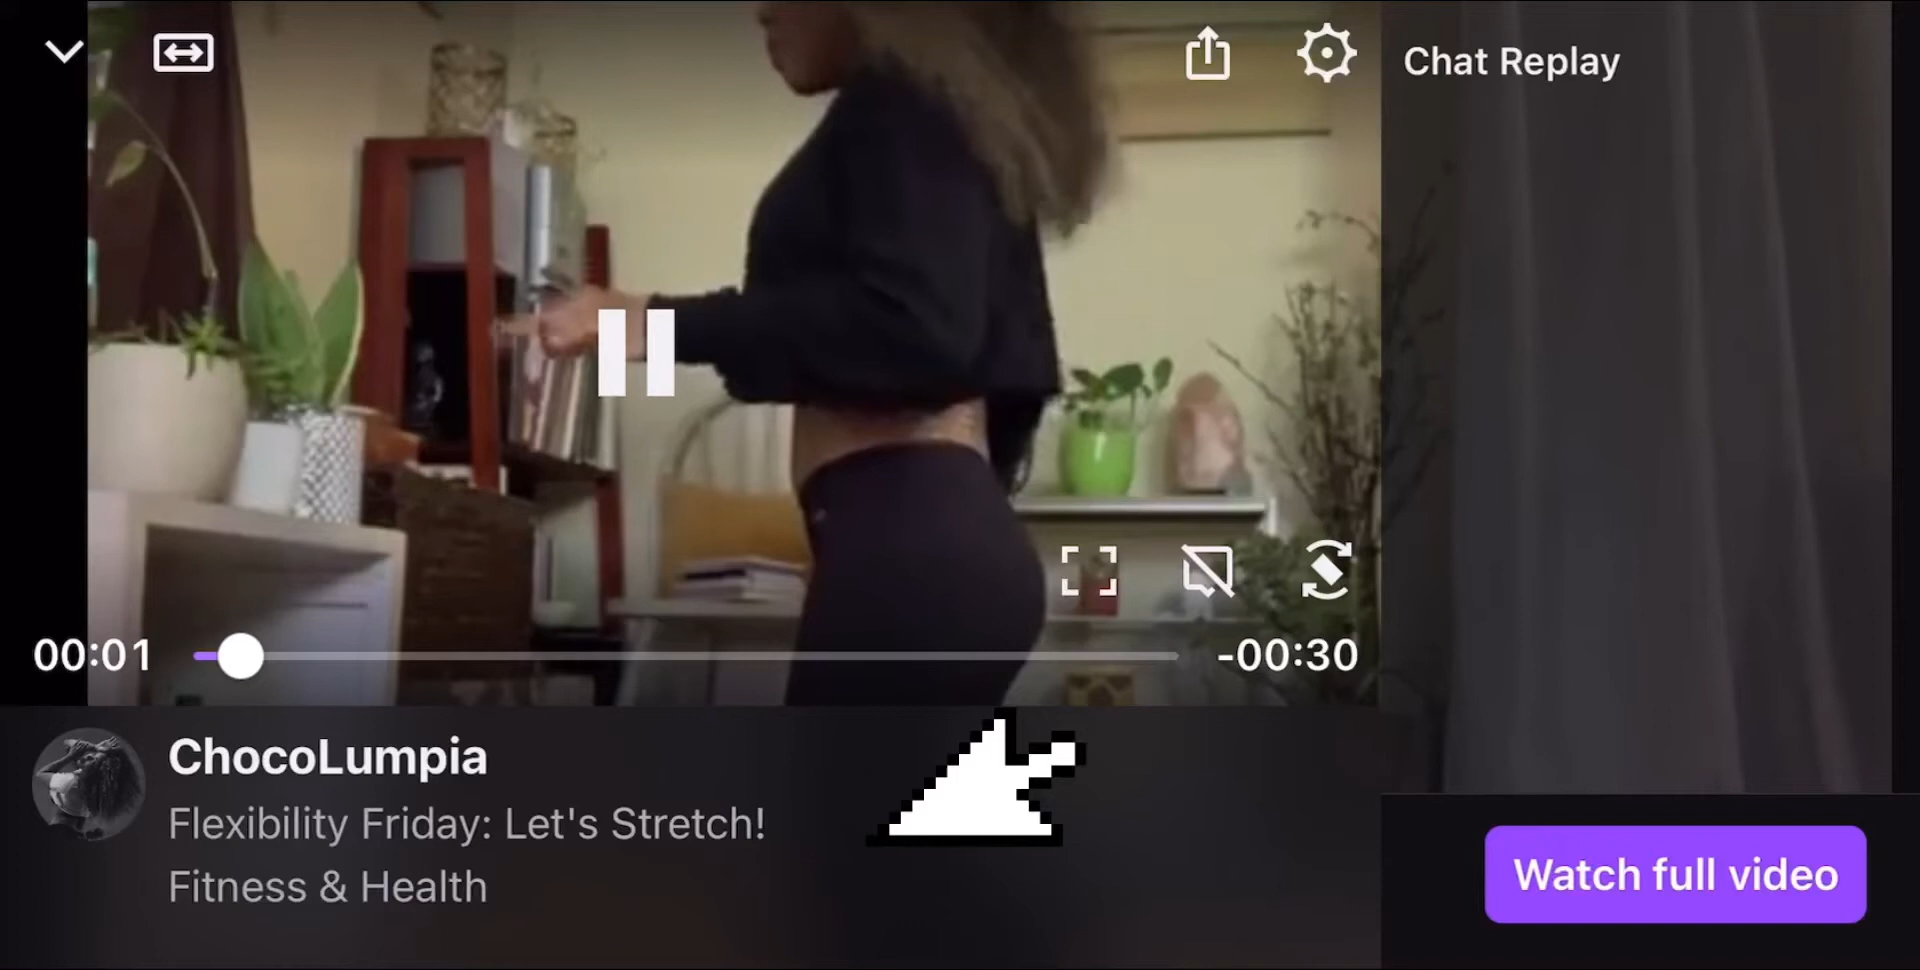 Chat Replay
00:01
-00:30
ChocoLumpia
Flexibility Friday: Let's Stretch!
Fitness & Health
Watch full video